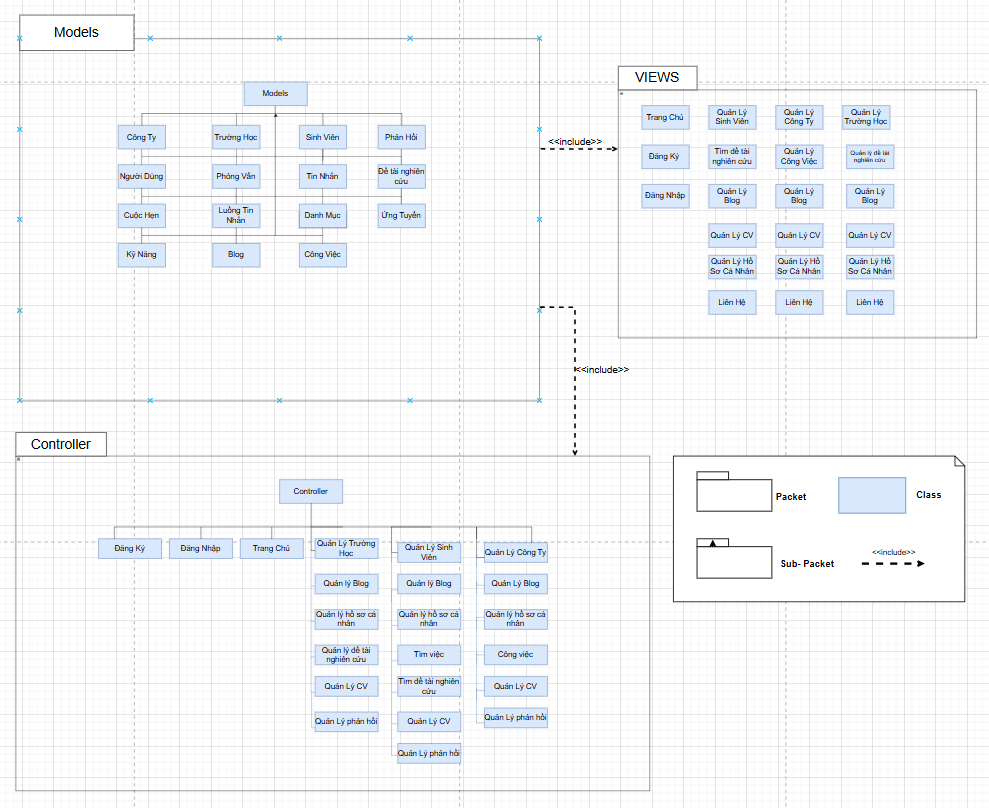 Models
Models
Công Ty
Trường Học
Sinh Viên
Phản Hồi
Người Dùng
Phỏng Vấn
Tin Nhắn
Đề tài nghiên
cứu
Cuộc Hẹn
Luồng Tin
Nhắn
Danh Mục
Ứng Tuyển
Kỹ Năng
Blog
Công Việc
<<include>>
<<include>>
VIEWS
Trang Chủ
Quản Lý
Sinh Viên
Quản Lý
Công Ty
Quản Lý
Trường Học
Đăng Ký
Tìm đề tài
nghiên cứu
Quản Lý
Công Việc
Quản lý đề tài
nghiên cứu
Đăng Nhập
Quản Lý
Blog
Quản Lý
Blog
Quản Lý
Blog
Quản Lý CV
Quản Lý CV
Quản Lý CV
Quản Lý Hồ
Sơ Cá Nhân
Quản Lý Hồ
Sơ Cá Nhân
Quản Lý Hồ
Sơ Cá Nhân
Liên Hệ
Liên Hệ
Liên Hệ
Controller
Controller
Đăng Ký
Đăng Nhập
Trang Chủ
Quản Lý Trường
Học
Quản Lý Sinh
Viên
Quản Lý Công Ty
Quản lý Blog
Quản lý Blog
Quản Lý Blog
Quản lý hồ sơ cá
nhân
Quản lý hồ sơ cá
nhân
Quản lý hồ sơ cá
nhân
Quản lý đề tài
nghiên cứu
Tìm việc
Công việc
Quản Lý CV
Tìm đề tài nghiên
cứu
Quản Lý CV
Quản Lý phản hồi
Quản Lý CV
Quản Lý phản hồi
Quản Lý phản hồi
Packet
Class
Sub- Packet
<<include>>